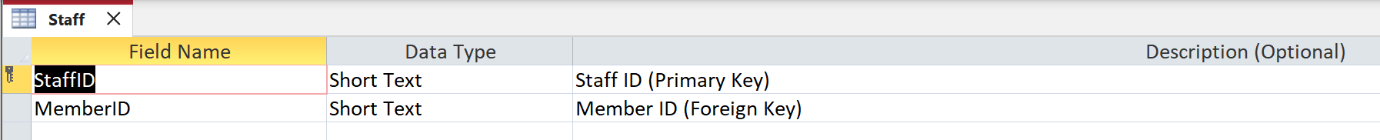 Staff
Field Name Data Type Description (Optional)
StaffID Short Text Staff ID (Primary Key)
MemberID Short Text Member ID (Foreign Key)